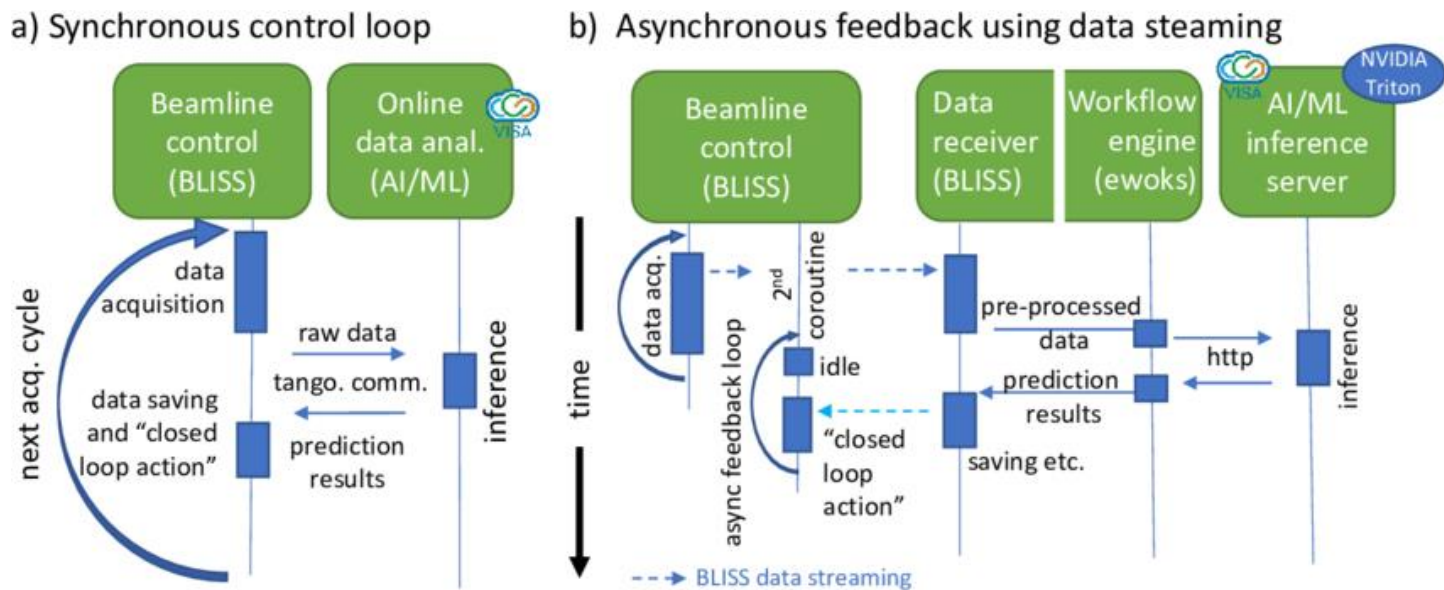 a) Synchronous control loop
Beamline
control
(BLISS)
Online
data anal.
(AI/ML)
VISA
next acq. cycle
data
acquisition
raw data
tango. comm.
inference
data saving
and “closed
loop action”
prediction
results
time
b) Asynchronous feedback using data steaming
Beamline
control
(BLISS)
Data
receiver
(BLISS)
Workflow
engine
(ewoks)
VISA
NVIDIA
Triton
AI/ML
inference
server
data acq.
2nd
coroutine
async feedback loop
idle
“closed
loop
action”
pre-processed
data
http
prediction
results
inference
saving etc.
BLISS data streaming